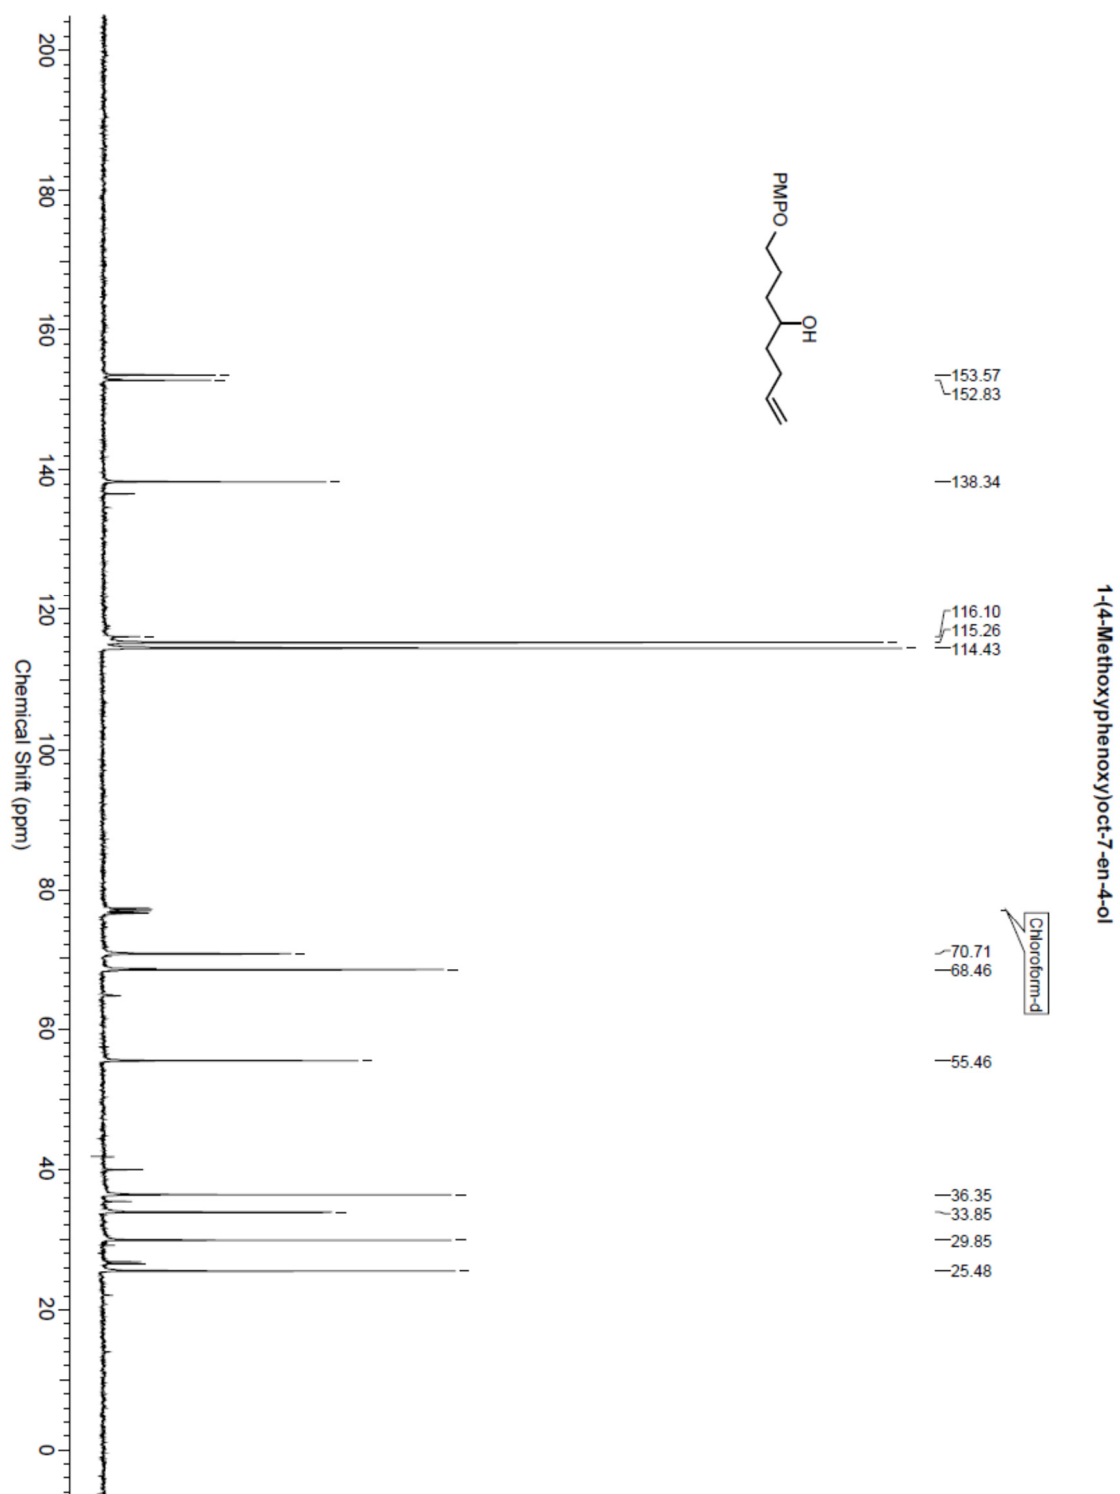 1-(4-Methoxyphenoxy)oct-7-en-4-ol
Chloroform-d
153.57
152.83
138.34
116.10
115.26
114.43
70.71
68.46
55.46
36.35
33.85
29.85
25.48
OH
PMPO
200 180 160 140 120 100 80 60 40 20 0
Chemical Shift (ppm)